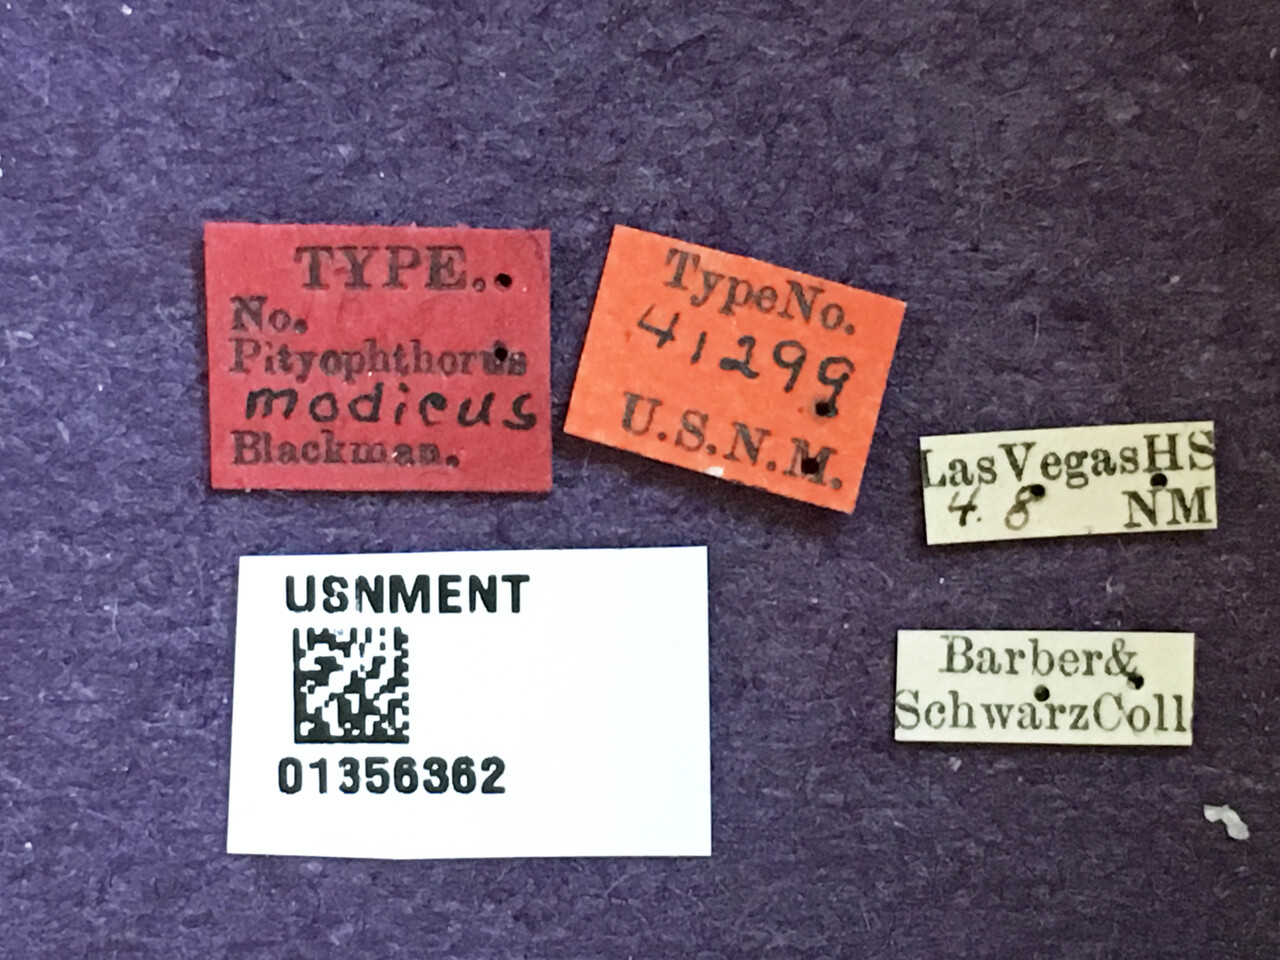 TYPE.
No.
Pityophthorus
modicus
Blackman.
TypeNo.
41299
U.S.N.M.
LasVegasHS
4. 8 NM
Barber&
SchwarzColl
USNMENT
01356362